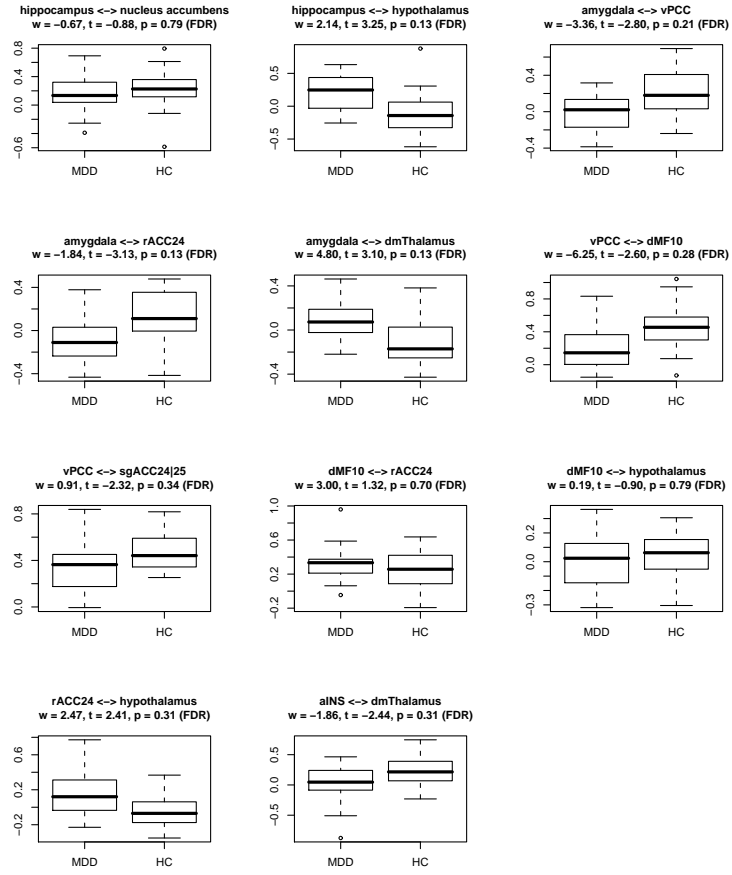 hippocampus <−> nucleus accumbens
w = −0.67, t = −0.88, p = 0.79 (FDR)
−0.6
0.0
0.4
0.8
MDD
HC
hippocampus <−> hypothalamus
w = 2.14, t = 3.25, p = 0.13 (FDR)
−0.5
0.0
0.5
MDD
HC
amygdala <−> vPCC
w = −3.36, t = −2.80, p = 0.21 (FDR)
−0.4
0.0
0.4
MDD
HC
amygdala <−> rACC24
w = −1.84, t = −3.13, p = 0.13 (FDR)
−0.4
0.0
0.4
MDD
HC
amygdala <−> dmThalamus
w = 4.80, t = 3.10, p = 0.13 (FDR)
−0.4
0.0
0.4
MDD
HC
vPCC <−> dMF10
w = −6.25, t = −2.60, p = 0.28 (FDR)
0.0
0.4
0.8
MDD
HC
vPCC <−> sgACC24|25
w = 0.91, t = −2.32, p = 0.34 (FDR)
0.0
0.4
0.8
MDD
HC
dMF10 <−> rACC24
w = 3.00, t = 1.32, p = 0.70 (FDR)
−0.2
0.2
0.6
1.0
MDD
HC
dMF10 <−> hypothalamus
w = 0.19, t = −0.90, p = 0.79 (FDR)
−0.3
0.0
0.2
MDD
HC
rACC24 <−> hypothalamus
w = 2.47, t = 2.41, p = 0.31 (FDR)
−0.2
0.2
0.6
MDD
HC
aINS <−> dmThalamus
w = −1.86, t = −2.44, p = 0.31 (FDR)
−0.5
0.0
0.5
MDD
HC